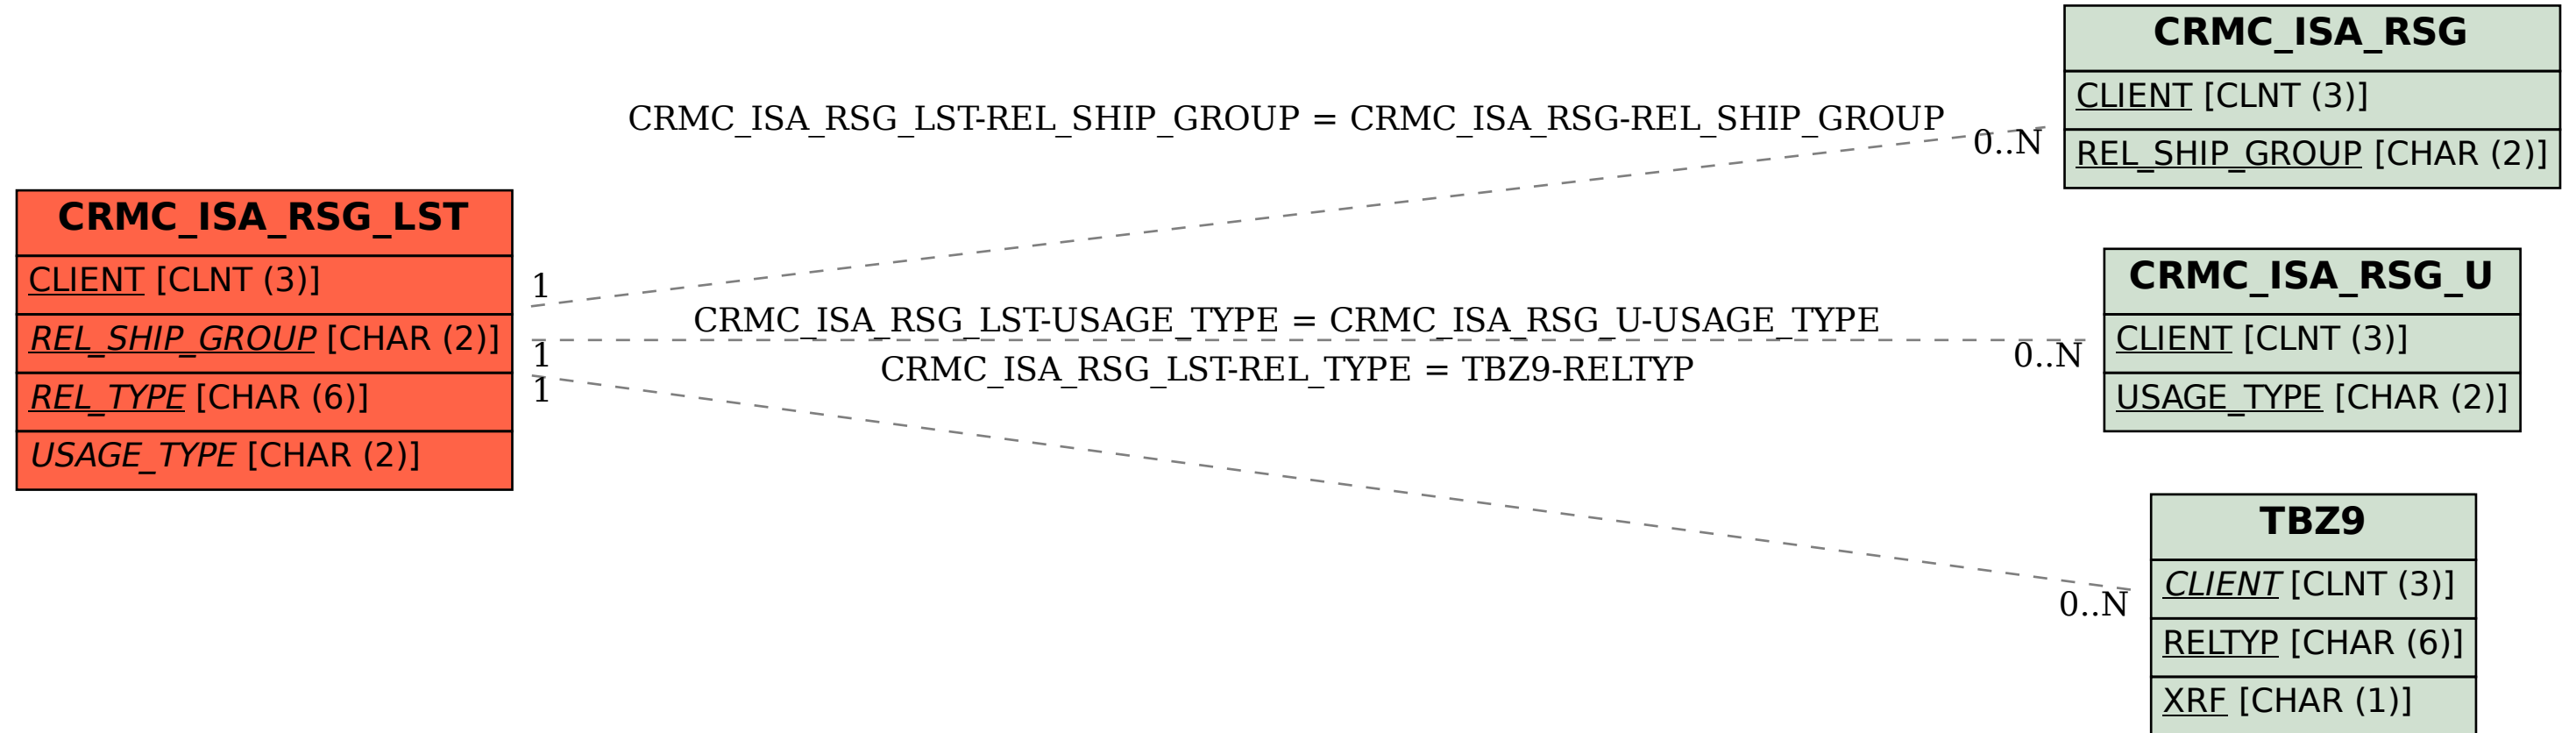 CRMC_ISA_RSG_LST
CLIENT [CLNT (3)]
REL_SHIP_GROUP [CHAR (2)]
REL_TYPE [CHAR (6)]
USAGE_TYPE [CHAR (2)]
CRMC_ISA_RSG_LST-REL_SHIP_GROUP = CRMC_ISA_RSG-REL_SHIP_GROUP
1
0..N
CRMC_ISA_RSG_LST-USAGE_TYPE = CRMC_ISA_RSG_U-USAGE_TYPE
1
0..N
CRMC_ISA_RSG_LST-REL_TYPE = TBZ9-RELTYP
1
0..N
CRMC_ISA_RSG
CLIENT [CLNT (3)]
REL_SHIP_GROUP [CHAR (2)]
CRMC_ISA_RSG_U
CLIENT [CLNT (3)]
USAGE_TYPE [CHAR (2)]
TBZ9
CLIENT [CLNT (3)]
RELTYP [CHAR (6)]
XRF [CHAR (1)]